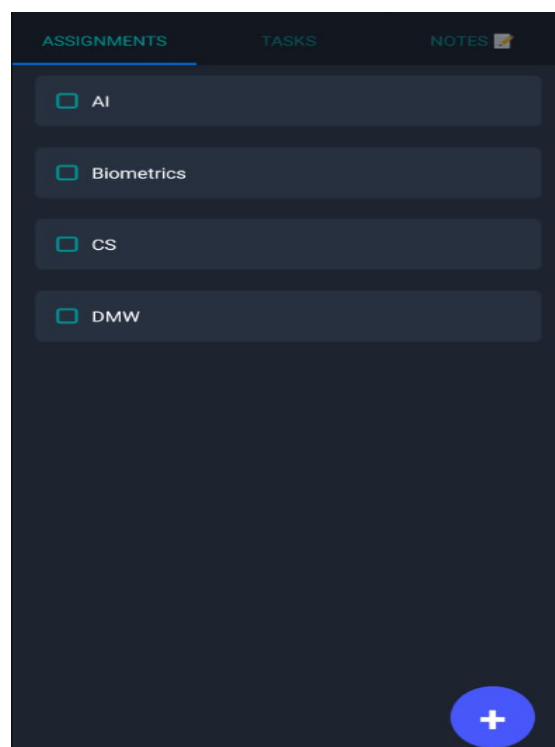 ASSIGNMENTS TASKS NOTES 📝
AI
Biometrics
CS
DMW
+